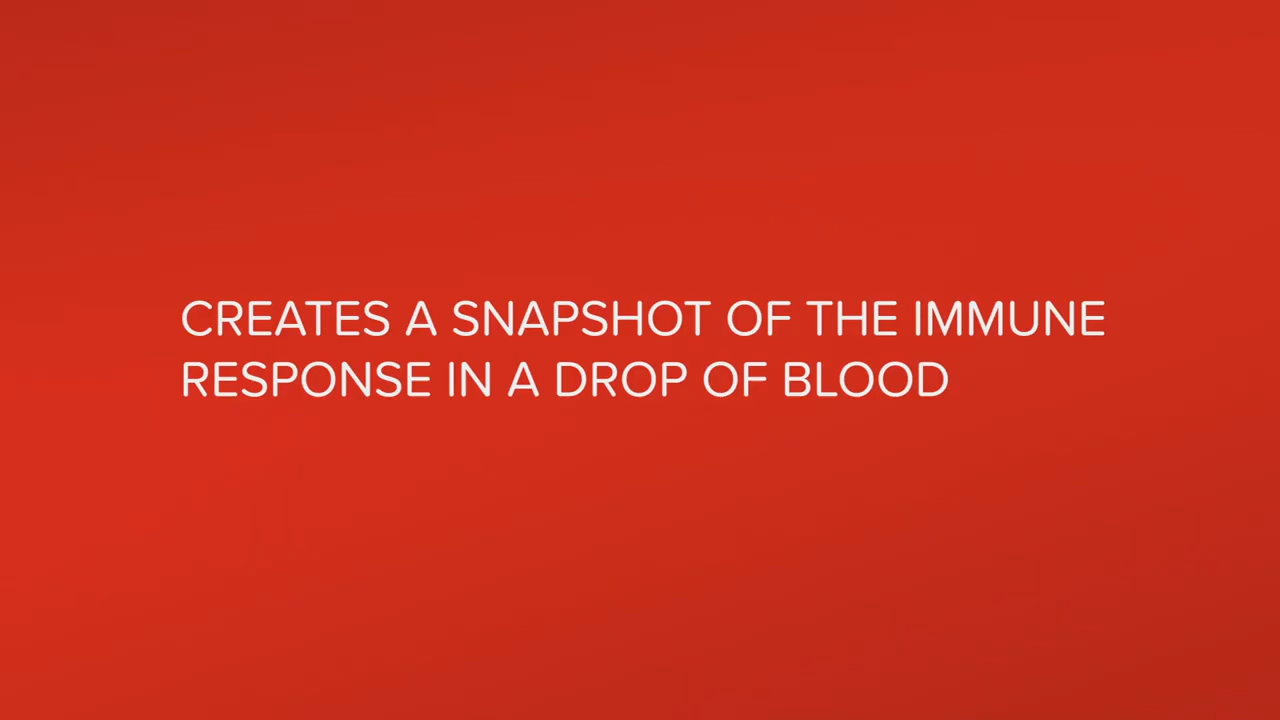 CREATES A SNAPSHOT OF THE IMMUNE
RESPONSE IN A DROP OF BLOOD